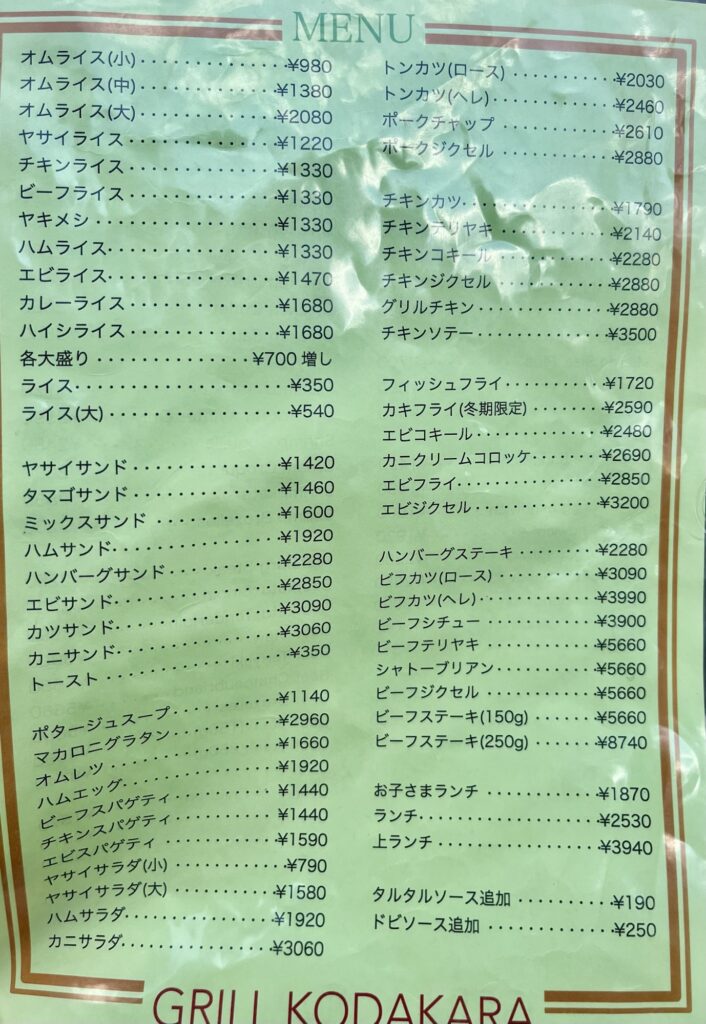 MENU
オムライス(小)・・・・・・・・・・・・・¥980
オムライス(中)・・・・・・・・・・・・¥1380
オムライス(大)・・・・・・・・・・・・¥2080
ヤサイライス・・・・・・・・・・・・・¥1220
チキンライス・・・・・・・・・・・・・¥1330
ビーフライス・・・・・・・・・・・・・¥1330
ヤキメシ・・・・・・・・・・・・・・・¥1330
ハムライス・・・・・・・・・・・・・・¥1330
エビライス・・・・・・・・・・・・・・¥1470
カレーライス・・・・・・・・・・・・・¥1680
ハイシライス・・・・・・・・・・・・・¥1680
各大盛り・・・・・・・・・・・・・¥700 増し
ライス・・・・・・・・・・・・・・・・・¥350
ライス(大)・・・・・・・・・・・・・・・¥540
ヤサイサンド・・・・・・・・・・・・・¥1420
タマゴサンド・・・・・・・・・・・・・¥1460
ミックスサンド・・・・・・・・・・・・¥1600
ハムサンド・・・・・・・・・・・・・・¥1920
ハンバーグサンド・・・・・・・・・・・¥2280
エビサンド・・・・・・・・・・・・・・¥2850
カツサンド・・・・・・・・・・・・・・¥3090
カニサンド・・・・・・・・・・・・・・¥3060
トースト・・・・・・・・・・・・・・・・¥350
ポタージュスープ・・・・・・・・・・¥1140
マカロニグラタン・・・・・・・・・・¥2960
オムレツ・・・・・・・・・・・・・・¥1660
ハムエッグ・・・・・・・・・・・・・¥1920
ビーフスパゲティ・・・・・・・・・・¥1440
チキンスパゲティ・・・・・・・・・・¥1440
エビスパゲティ・・・・・・・・・・・¥1590
ヤサイサラダ(小)・・・・・・・・・・・¥790
ヤサイサラダ(大)・・・・・・・・・・¥1580
ハムサラダ・・・・・・・・・・・・・¥1920
カニサラダ・・・・・・・・・・・・・¥3060
トンカツ(ロース)・・・・・・・・・・¥2030
トンカツ(ヘレ)・・・・・・・・・・・¥2460
ポークチャップ・・・・・・・・・・・¥2610
ポークジクセル・・・・・・・・・・・¥2880
チキンカツ・・・・・・・・・・・・・¥1790
チキンテリヤキ・・・・・・・・・・・¥2140
チキンコキール・・・・・・・・・・・¥2280
チキンジクセル・・・・・・・・・・・¥2880
グリルチキン・・・・・・・・・・・・¥2880
チキンソテー・・・・・・・・・・・・¥3500
フィッシュフライ・・・・・・・・・・¥1720
カキフライ(冬期限定)・・・・・・・・¥2590
エビコキール・・・・・・・・・・・・¥2480
カニクリームコロッケ・・・・・・・・¥2690
エビフライ・・・・・・・・・・・・・¥2850
エビジクセル・・・・・・・・・・・・¥3200
ハンバーグステーキ・・・・・・・・・¥2280
ビフカツ(ロース)・・・・・・・・・・¥3090
ビフカツ(ヘレ)・・・・・・・・・・・¥3990
ビーフシチュー・・・・・・・・・・・¥3900
ビーフテリヤキ・・・・・・・・・・・¥5660
シャトーブリアン・・・・・・・・・・¥5660
ビーフジクセル・・・・・・・・・・・¥5660
ビーフステーキ(150g)・・・・・・・・¥5660
ビーフステーキ(250g)・・・・・・・・¥8740
お子さまランチ・・・・・・・・・・・¥1870
ランチ・・・・・・・・・・・・・・・¥2530
上ランチ・・・・・・・・・・・・・・¥3940
タルタルソース追加・・・・・・・・・・¥190
ドビソース追加・・・・・・・・・・・・¥250
GRILL KODAKARA